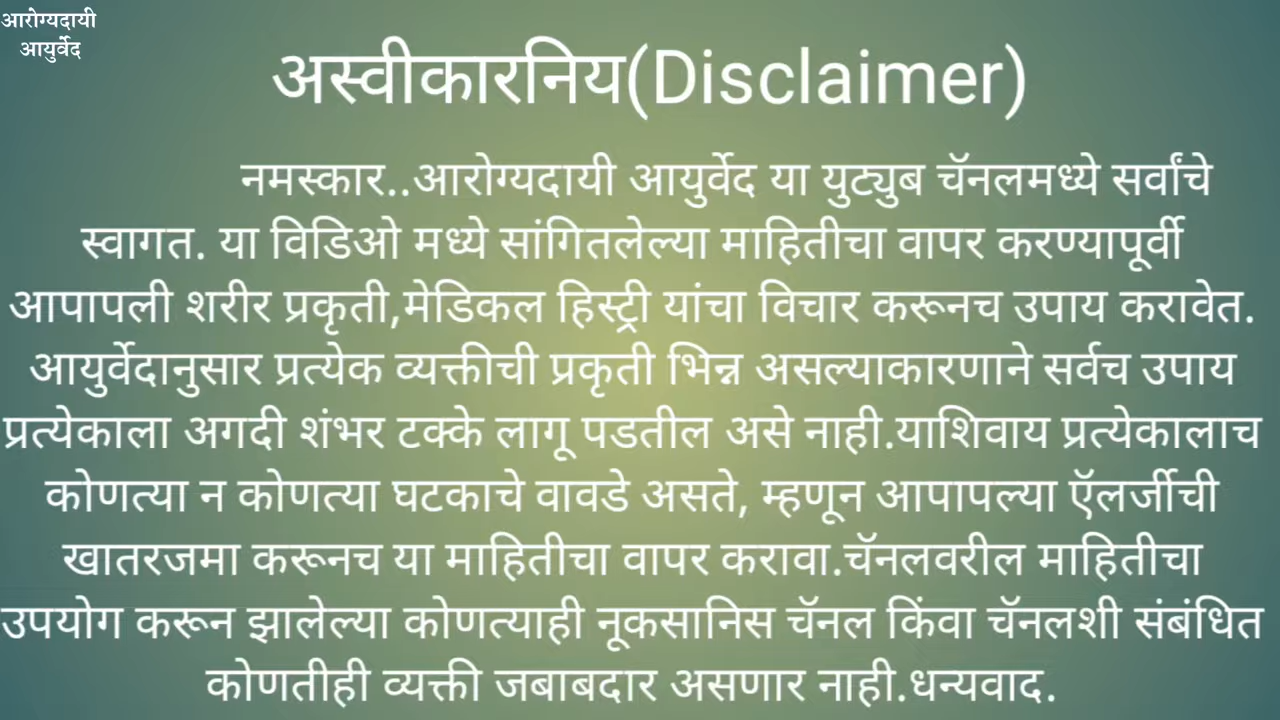 आरोग्यदायी
आयुर्वेद
अस्वीकारनिय(Disclaimer)
नमस्कार..आरोग्यदायी आयुर्वेद या युट्युब चॅनलमध्ये सर्वांचे
स्वागत. या विडिओ मध्ये सांगितलेल्या माहितीचा वापर करण्यापूर्वी
आपापली शरीर प्रकृती,मेडिकल हिस्ट्री यांचा विचार करूनच उपाय करावेत.
आयुर्वेदानुसार प्रत्येक व्यक्तीची प्रकृती भिन्न असल्याकारणाने सर्वच उपाय
प्रत्येकाला अगदी शंभर टक्के लागू पडतील असे नाही.याशिवाय प्रत्येकालाच
कोणत्या न कोणत्या घटकाचे वावडे असते, म्हणून आपापल्या ऍलर्जीची
खातरजमा करूनच या माहितीचा वापर करावा.चॅनलवरील माहितीचा
उपयोग करून झालेल्या कोणत्याही नूकसानिस चॅनल किंवा चॅनलशी संबंधित
कोणतीही व्यक्ती जबाबदार असणार नाही.धन्यवाद.